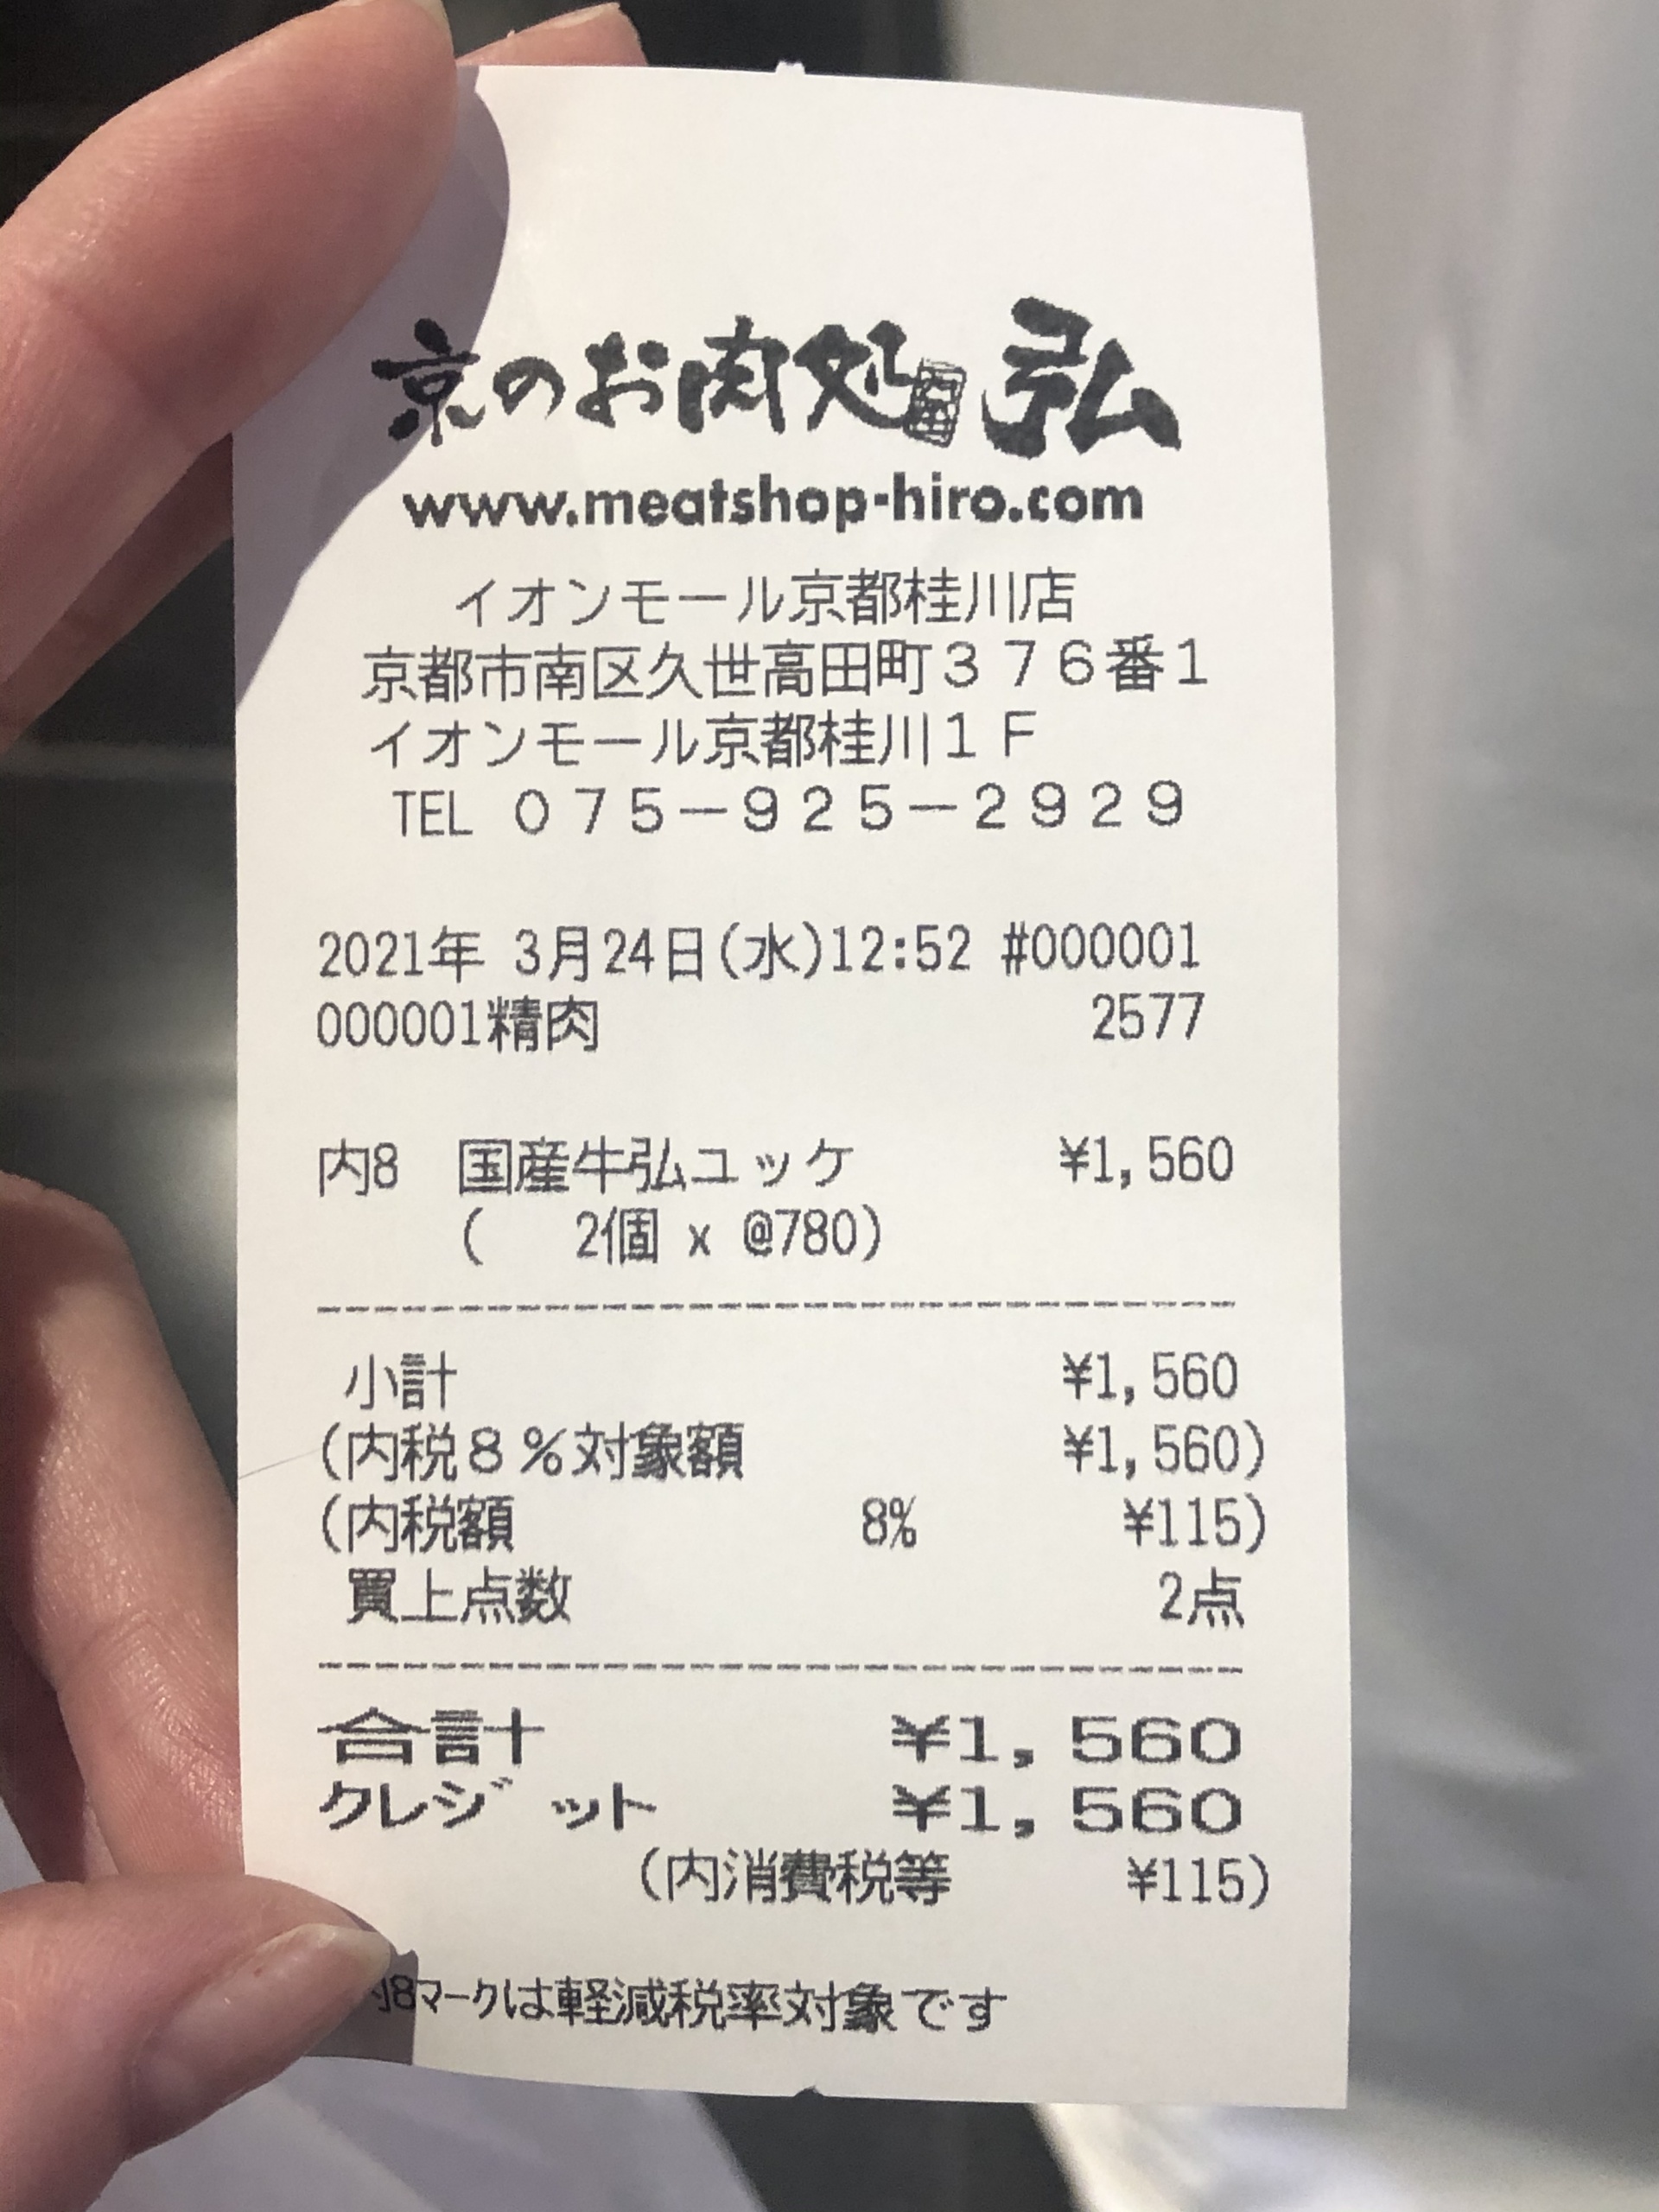 京のお肉処 弘
www.meatshop-hiro.com
イオンモール京都桂川店
京都市南区久世高田町３７６番１
イオンモール京都桂川１Ｆ
TEL ０７５－９２５－２９２９
2021年 3月24日(水)12:52 #000001
000001精肉 2577
内8 国産牛弘ユッケ ¥1,560
( 2個 x @780)
小計 ¥1,560
(内税８％対象額 ¥1,560)
(内税額 8% ¥115)
買上点数 2点
合計 ¥1,560
クレジット ¥1,560
(内消費税等 ¥115)
8マークは軽減税率対象です